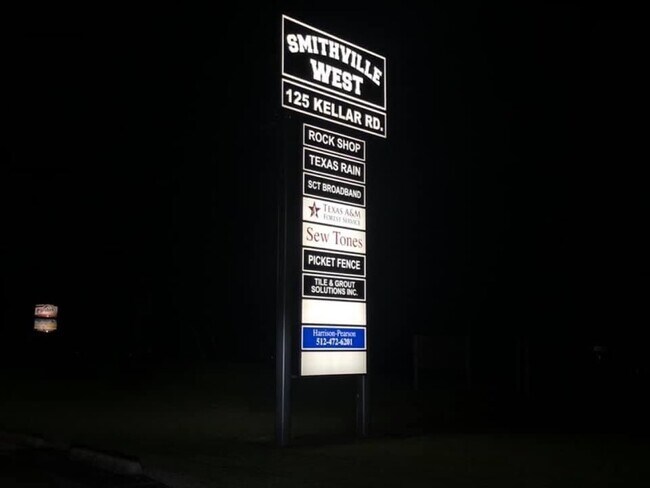 SMITHVILLE
WEST
125 KELLAR RD.
ROCK SHOP
TEXAS RAIN
SCT BROADBAND
TEXAS A&M
FOREST SERVICE
Sew Tones
PICKET FENCE
TILE & GROUT
SOLUTIONS INC.
Harrison-Pearson
512-472-6201